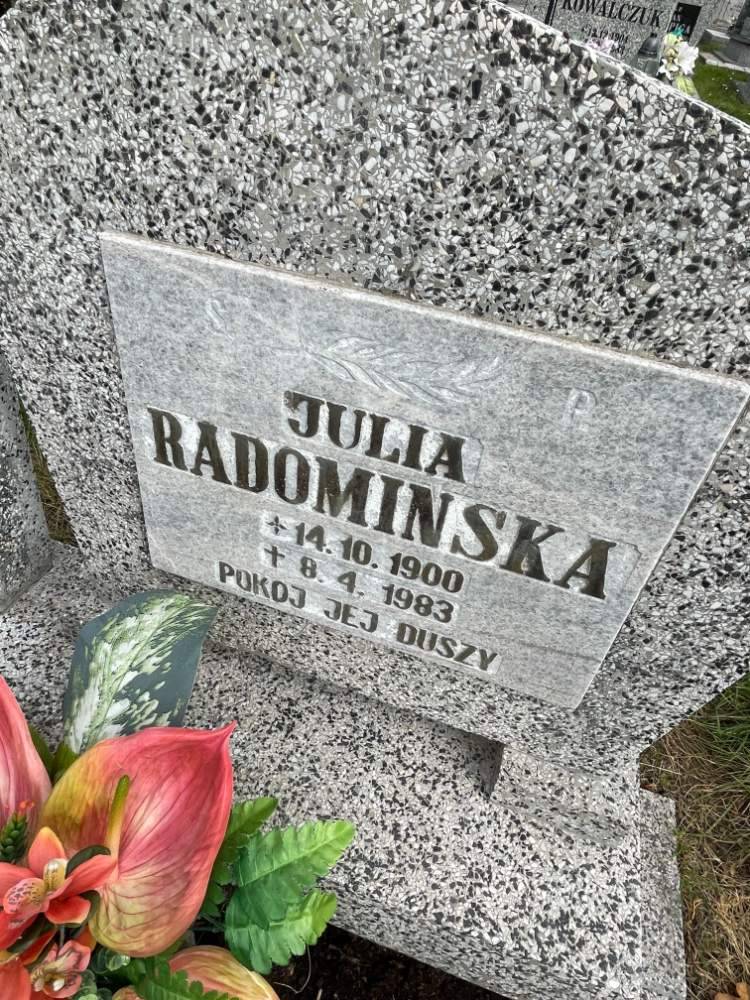 KOWALCZUK
S P
JULIA
RADOMINSKA
+ 14. 10. 1900
† 8. 4. 1983
POKOJ JEJ DUSZY